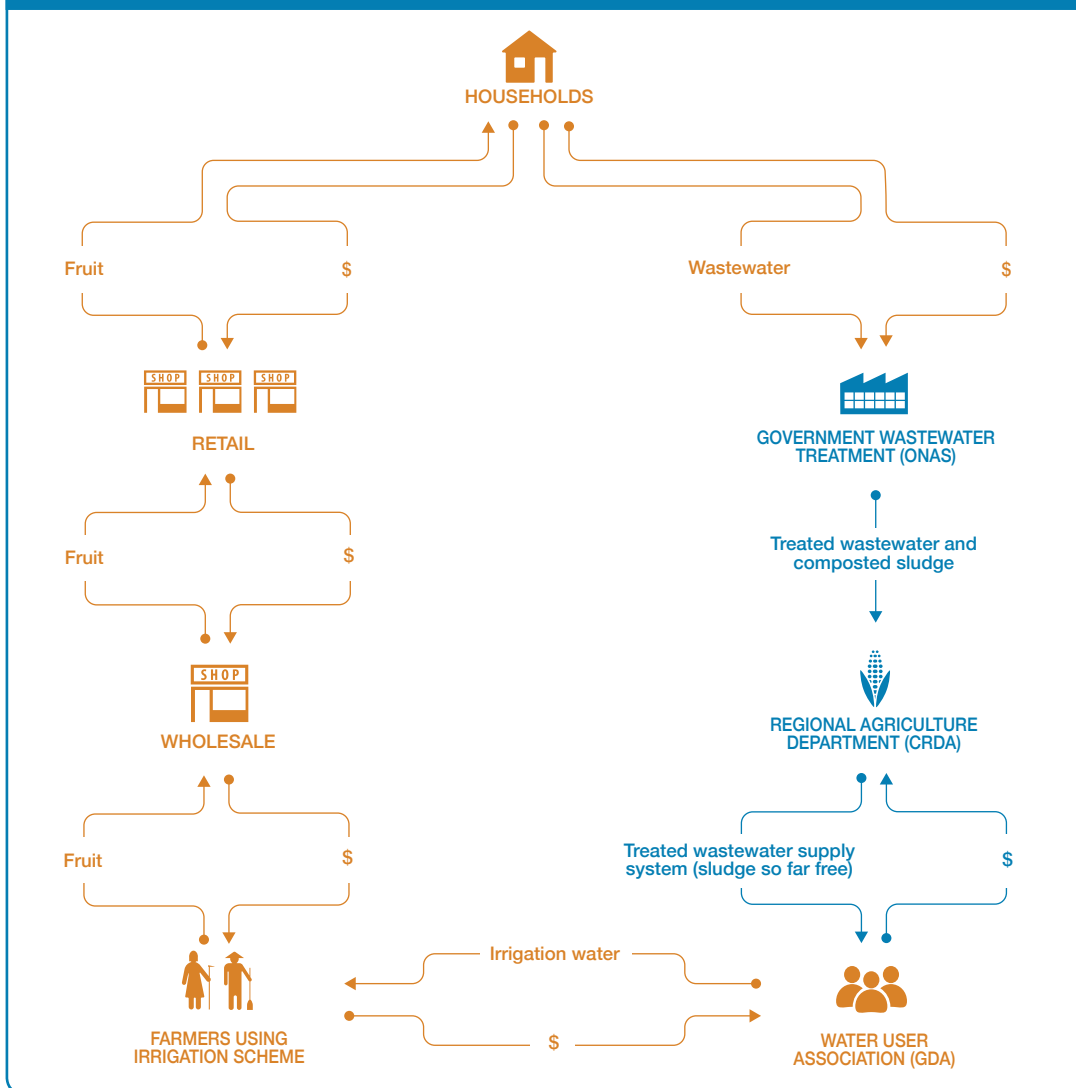 HOUSEHOLDS
Fruit
$
Wastewater
$
SHOP SHOP SHOP
RETAIL
GOVERNMENT WASTEWATER
TREATMENT (ONAS)
Fruit
$
Treated wastewater and
composted sludge
SHOP
WHOLESALE
REGIONAL AGRICULTURE
DEPARTMENT (CRDA)
Fruit
$
Treated wastewater supply
system (sludge so far free)
$
Irrigation water
$
FARMERS USING
IRRIGATION SCHEME
WATER USER
ASSOCIATION (GDA)